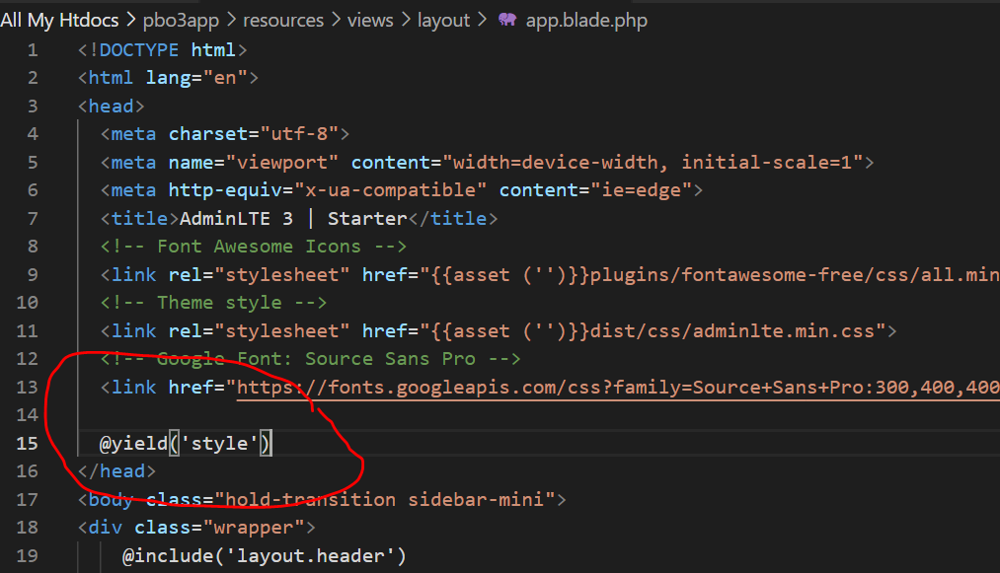 All My Htdocs > pbo3app > resources > views > layout > app.blade.php
1 <!DOCTYPE html>
2 <html lang="en">
3 <head>
4 <meta charset="utf-8">
5 <meta name="viewport" content="width=device-width, initial-scale=1">
6 <meta http-equiv="x-ua-compatible" content="ie=edge">
7 <title>AdminLTE 3 | Starter</title>
8 <!-- Font Awesome Icons -->
9 <link rel="stylesheet" href="{{asset ('')}}plugins/fontawesome-free/css/all.min
10 <!-- Theme style -->
11 <link rel="stylesheet" href="{{asset ('')}}dist/css/adminlte.min.css">
12 <!-- Google Font: Source Sans Pro -->
13 <link href="https://fonts.googleapis.com/css?family=Source+Sans+Pro:300,400,400
14
15 @yield('style')
16 </head>
17 <body class="hold-transition sidebar-mini">
18 <div class="wrapper">
19 @include('layout.header')